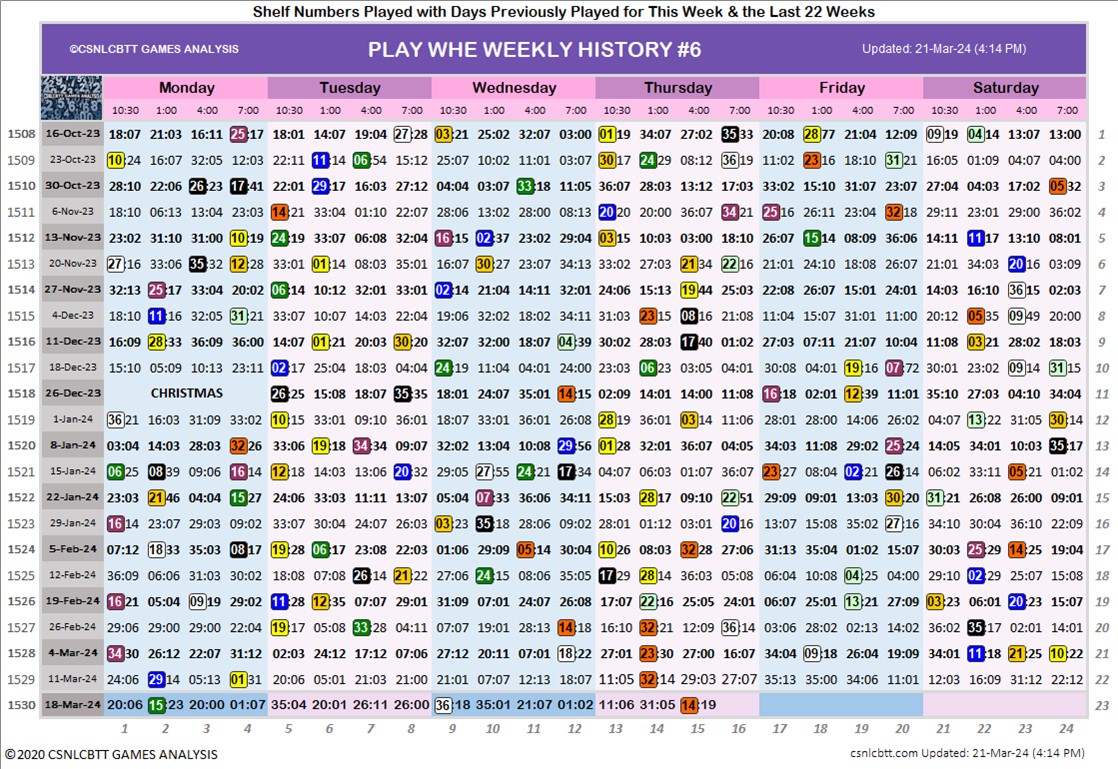 Shelf Numbers Played with Days Previously Played for This Week & the Last 22 Weeks
©CSNLCBTT GAMES ANALYSIS PLAY WHE WEEKLY HISTORY #6 Updated: 21-Mar-24 (4:14 PM)
Monday Tuesday Wednesday Thursday Friday Saturday
10:30 1:00 4:00 7:00 10:30 1:00 4:00 7:00 10:30 1:00 4:00 7:00 10:30 1:00 4:00 7:00 10:30 1:00 4:00 7:00 10:30 1:00 4:00 7:00
1508 16-Oct-23 18:07 21:03 16:11 25:17 18:01 14:07 19:04 27:28 03:21 25:02 32:07 03:00 01:19 34:07 27:02 35:33 20:08 28:77 21:04 12:09 09:19 04:14 13:07 13:00 1
1509 23-Oct-23 10:24 16:07 32:05 12:03 22:11 11:14 06:54 15:12 25:07 10:02 11:01 03:07 30:17 24:29 08:12 36:19 11:02 23:16 18:10 31:21 16:05 01:09 04:07 04:00 2
1510 30-Oct-23 28:10 22:06 26:23 17:41 22:01 29:17 16:03 27:12 04:04 03:07 33:18 11:05 36:07 28:03 13:12 17:03 33:02 15:10 31:07 23:07 27:04 04:03 17:02 05:32 3
1511 6-Nov-23 18:10 06:13 13:04 23:03 14:21 33:04 01:10 22:07 28:06 13:02 28:00 08:13 20:20 20:00 36:07 34:21 25:16 26:11 23:04 32:18 29:11 23:01 29:00 36:02 4
1512 13-Nov-23 23:02 31:10 31:00 10:19 24:19 33:07 06:08 32:04 16:15 02:37 23:02 29:04 03:15 10:03 03:00 18:10 26:07 15:14 08:09 36:06 14:11 11:17 13:10 08:01 5
1513 20-Nov-23 27:16 33:06 35:32 12:28 33:01 01:14 08:03 35:01 16:07 30:27 23:07 34:13 33:02 27:03 15:34 22:16 21:01 24:10 18:08 26:07 21:01 34:03 20:16 03:09 6
1514 27-Nov-23 32:13 25:17 33:04 20:02 06:14 10:12 32:01 33:01 02:14 21:04 14:11 32:01 24:06 15:13 19:44 25:03 22:08 26:07 15:12 24:01 14:03 16:10 36:15 02:03 7
1515 4-Dec-23 18:10 11:16 32:05 31:21 33:07 10:07 14:03 22:04 19:06 32:02 18:02 34:11 31:03 23:15 08:16 21:08 28:07 34:03 31:09 11:00 20:12 05:35 09:49 20:00 8
1516 11-Dec-23 16:09 28:33 36:09 36:00 14:07 01:21 20:03 30:20 32:07 32:00 18:07 04:39 30:02 28:03 17:40 01:02 27:03 07:11 21:07 10:04 11:08 03:21 28:02 18:03 9
1517 18-Dec-23 15:10 05:09 10:13 23:11 02:17 25:04 18:03 22:07 24:19 11:04 04:01 24:00 23:03 06:23 03:05 04:01 30:08 04:01 19:16 07:72 30:01 23:02 09:14 31:15 10
1518 26-Dec-23 CHRISTMAS 26:25 15:08 18:07 35:35 18:01 24:07 35:01 14:15 02:09 14:01 14:00 11:08 16:18 02:01 12:39 11:01 35:10 27:03 04:10 34:04 11
1519 1-Jan-24 36:21 16:03 31:09 33:02 10:15 33:01 09:10 36:01 18:07 33:01 36:01 07:09 28:19 36:01 03:14 11:06 28:01 28:00 14:06 26:02 04:07 13:22 31:05 30:14 12
1520 8-Jan-24 03:04 14:03 28:03 32:26 33:06 19:18 34:34 09:07 32:02 13:04 10:08 29:56 01:28 32:01 36:07 04:05 34:03 11:08 29:02 25:24 14:05 34:01 10:03 35:17 13
1521 15-Jan-24 06:25 08:39 09:06 16:14 12:18 14:03 13:06 20:32 29:05 27:55 24:21 17:34 04:07 06:03 01:07 36:07 23:27 20:04 02:21 26:14 06:02 33:11 05:21 01:02 14
1522 22-Jan-24 23:03 21:46 04:04 15:27 24:06 33:03 11:11 13:07 05:04 07:33 36:06 34:11 15:03 28:17 09:10 22:51 29:09 09:01 13:03 30:20 31:21 26:08 26:00 09:01 15
1523 29-Jan-24 16:14 23:07 29:03 09:02 33:07 30:04 24:07 26:03 03:23 35:18 28:06 09:02 28:01 01:12 03:01 20:16 13:07 15:08 35:02 27:16 34:10 30:04 36:10 22:09 16
1524 5-Feb-24 07:12 18:33 35:03 08:17 19:28 06:17 23:08 22:03 01:06 29:09 05:14 30:04 10:26 08:03 32:28 27:06 31:13 35:04 01:02 15:07 30:03 25:29 14:25 19:04 17
1525 12-Feb-24 36:09 06:06 31:03 30:02 18:08 07:08 26:14 21:22 27:06 24:15 08:06 35:05 17:29 28:14 36:03 05:08 06:04 10:08 04:25 04:00 29:10 02:29 25:07 15:08 18
1526 19-Feb-24 16:21 05:04 09:19 29:02 11:28 12:35 07:07 29:01 31:09 07:01 24:07 26:08 17:07 22:16 25:05 24:01 06:07 05:01 13:21 27:09 03:23 06:01 20:23 15:07 19
1527 26-Feb-24 29:06 29:00 29:00 22:04 19:17 05:08 33:28 04:11 07:07 27:01 28:13 14:18 16:10 32:21 12:09 36:14 03:05 28:02 02:13 14:02 36:02 35:17 02:01 14:01 20
1528 4-Mar-24 34:30 26:12 22:07 31:12 02:03 24:12 17:12 07:06 27:12 20:11 07:01 18:22 27:01 23:30 27:00 16:07 34:04 09:18 26:04 19:09 34:01 11:18 21:25 10:22 21
1529 11-Mar-24 24:06 29:14 05:13 01:31 20:06 05:01 21:03 21:00 21:01 07:07 12:13 18:07 11:05 32:14 29:03 27:07 35:13 35:00 34:06 11:01 12:03 16:09 31:12 22:12 22
1530 18-Mar-24 20:06 15:23 20:00 01:07 35:04 20:01 26:11 26:00 36:18 35:01 21:07 01:02 11:06 31:05 14:19 23
1 2 3 4 5 6 7 8 9 10 11 12 13 14 15 16 17 18 19 20 21 22 23 24
©2020 CSNLCBTT GAMES ANALYSIS csnlcbtt.com Updated: 21-Mar-24 (4:14 PM)